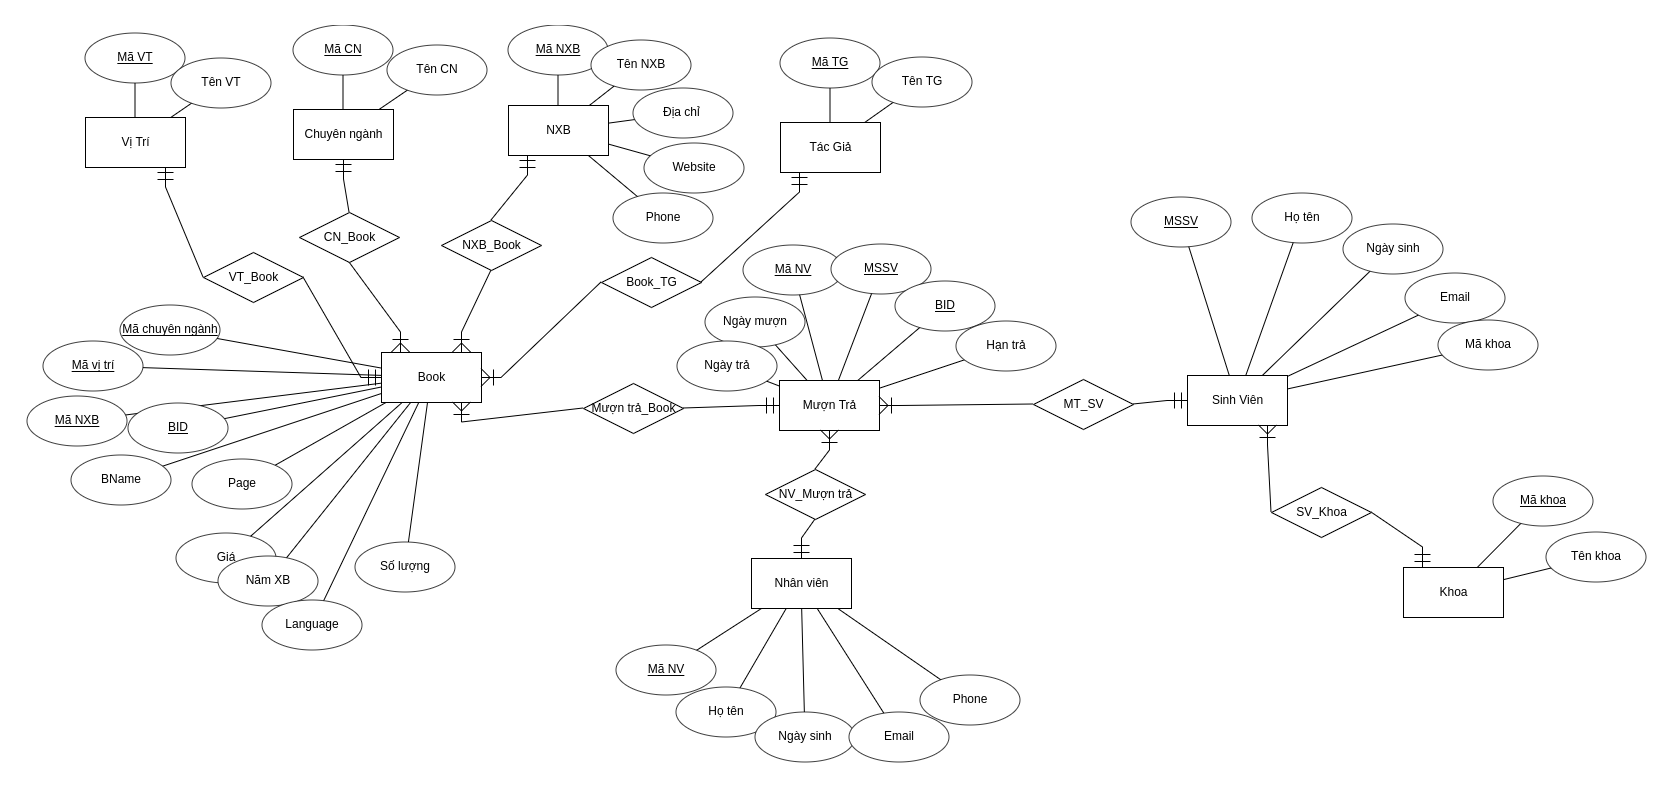 Mã VT
Tên VT
Vị Trí
Mã CN
Tên CN
Chuyên ngành
Mã NXB
Tên NXB
Địa chỉ
NXB
Website
Phone
Mã TG
Tên TG
Tác Giả
CN_Book
NXB_Book
VT_Book
Book_TG
Mã NV
MSSV
BID
Ngày mượn
Hạn trả
Ngày trả
Mượn Trả
MSSV
Họ tên
Ngày sinh
Email
Mã khoa
Sinh Viên
MT_SV
Mã chuyên ngành
Mã vị trí
Mã NXB
BID
BName
Page
Giá
Năm XB
Language
Số lượng
Book
Mượn trả_Book
NV_Mượn trả
Nhân viên
Mã NV
Họ tên
Ngày sinh
Email
Phone
SV_Khoa
Mã khoa
Tên khoa
Khoa